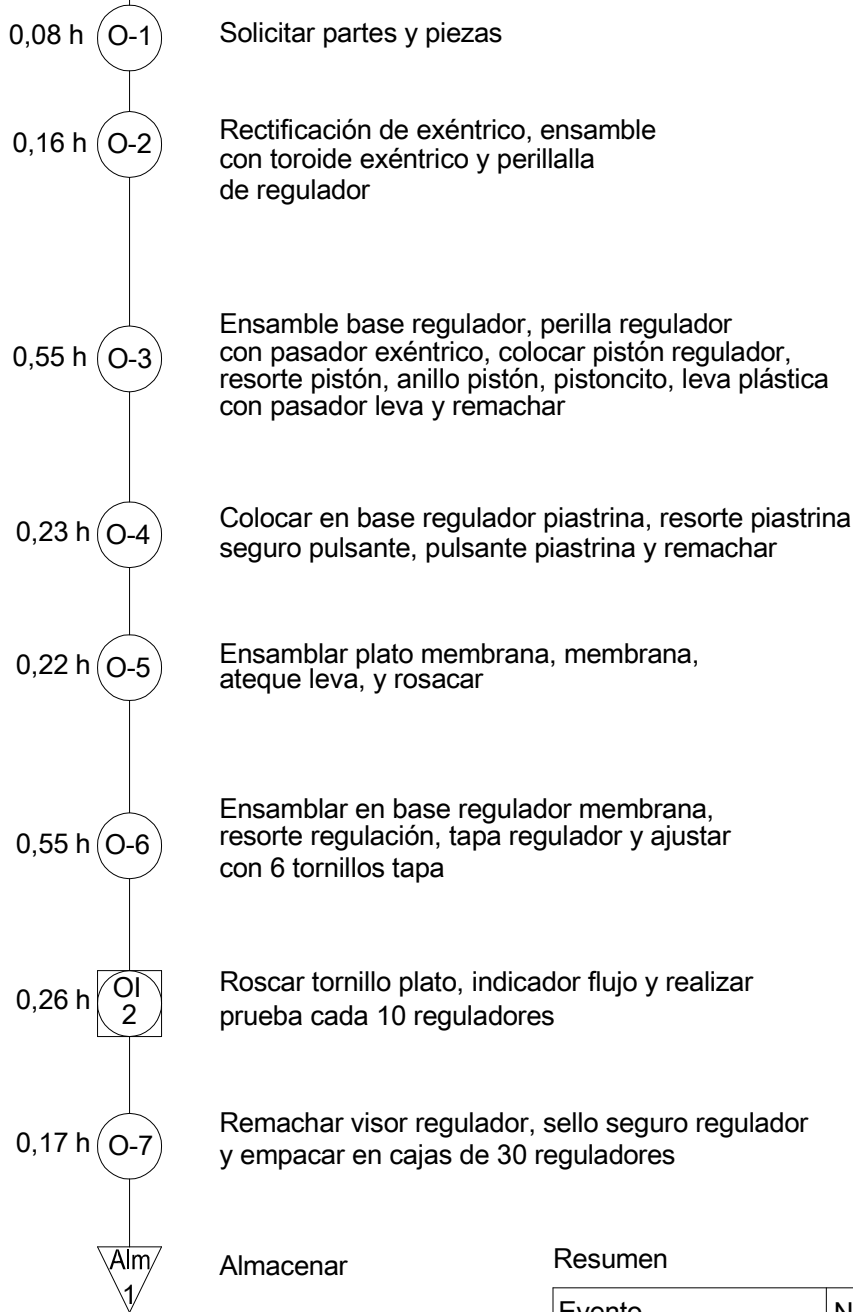 0,08 h O-1 Solicitar partes y piezas
0,16 h O-2 Rectificación de exéntrico, ensamble
con toroide exéntrico y perillalla
de regulador
Ensamble base regulador, perilla regulador
0,55 h O-3 con pasador exéntrico, colocar pistón regulador,
resorte pistón, anillo pistón, pistoncito, leva plástica
con pasador leva y remachar
0,23 h O-4 Colocar en base regulador piastrina, resorte piastrina
seguro pulsante, pulsante piastrina y remachar
0,22 h O-5 Ensamblar plato membrana, membrana,
ateque leva, y rosacar
Ensamblar en base regulador membrana,
0,55 h O-6 resorte regulación, tapa regulador y ajustar
con 6 tornillos tapa
0,26 h OI 2 Roscar tornillo plato, indicador flujo y realizar
prueba cada 10 reguladores
0,17 h O-7 Remachar visor regulador, sello seguro regulador
y empacar en cajas de 30 reguladores
Alm 1 Almacenar
Resumen
Evento